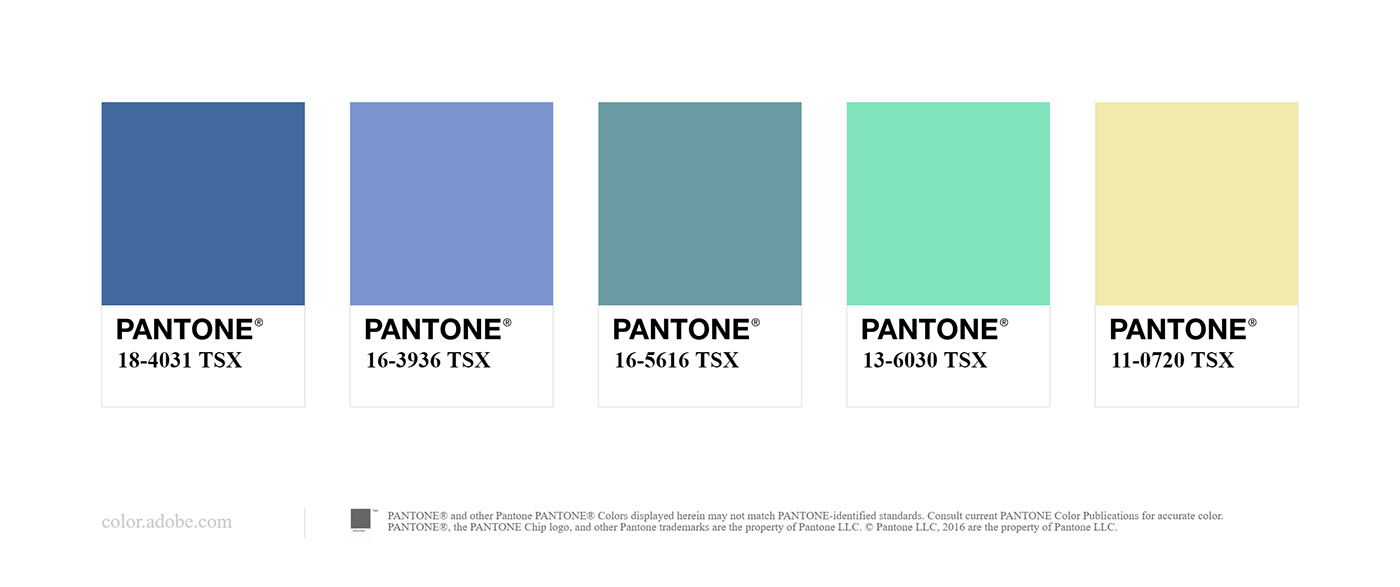 PANTONE®
18-4031 TSX
PANTONE®
16-3936 TSX
PANTONE®
16-5616 TSX
PANTONE®
13-6030 TSX
PANTONE®
11-0720 TSX
color.adobe.com
PANTONE® and other Pantone PANTONE® Colors displayed herein may not match PANTONE-identified standards. Consult current PANTONE Color Publications for accurate color.
PANTONE®, the PANTONE Chip logo, and other Pantone trademarks are the property of Pantone LLC. © Pantone LLC, 2016 are the property of Pantone LLC.